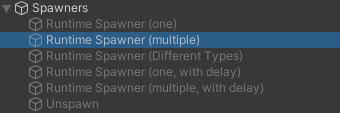 Spawners
Runtime Spawner (one)
Runtime Spawner (multiple)
Runtime Spawner (Different Types)
Runtime Spawner (one, with delay)
Runtime Spawner (multiple, with delay)
Unspawn